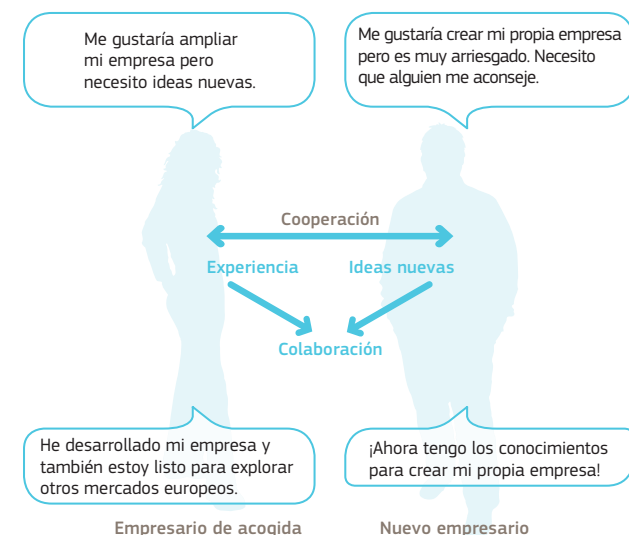 Me gustaría ampliar
mi empresa pero
necesito ideas nuevas.
Me gustaría crear mi propia empresa
pero es muy arriesgado. Necesito
que alguien me aconseje.
Cooperación
Experiencia
Ideas nuevas
Colaboración
He desarrollado mi empresa y
también estoy listo para explorar
otros mercados europeos.
¡Ahora tengo los conocimientos
para crear mi propia empresa!
Empresario de acogida
Nuevo empresario